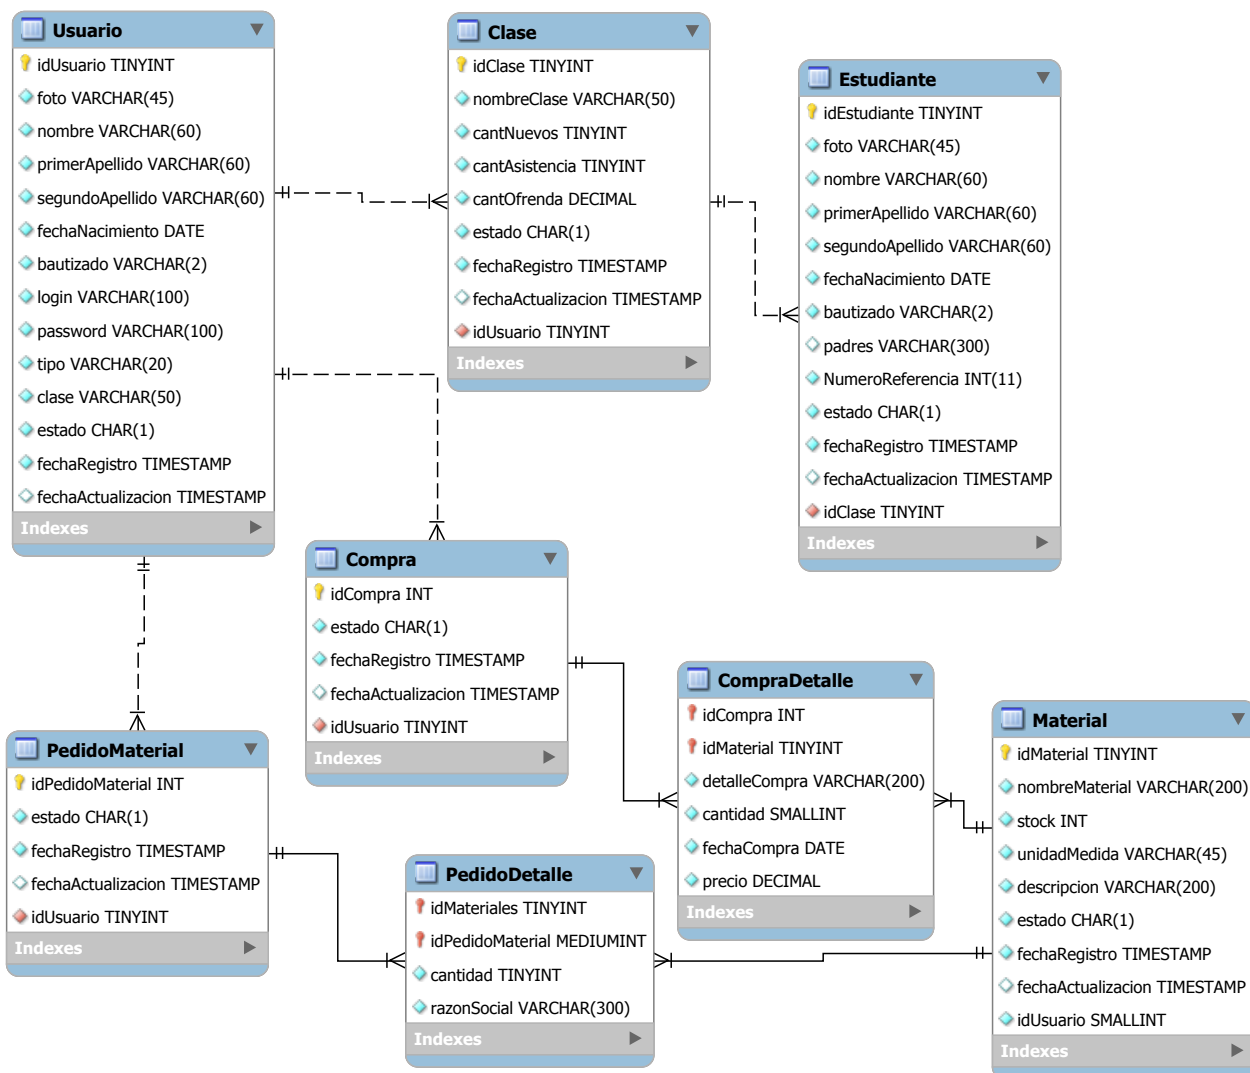 Usuario
idUsuario TINYINT
foto VARCHAR(45)
nombre VARCHAR(60)
primerApellido VARCHAR(60)
segundoApellido VARCHAR(60)
fechaNacimiento DATE
bautizado VARCHAR(2)
login VARCHAR(100)
password VARCHAR(100)
tipo VARCHAR(20)
clase VARCHAR(50)
estado CHAR(1)
fechaRegistro TIMESTAMP
fechaActualizacion TIMESTAMP
Indexes
Clase
idClase TINYINT
nombreClase VARCHAR(50)
cantNuevos TINYINT
cantAsistencia TINYINT
cantOfrenda DECIMAL
estado CHAR(1)
fechaRegistro TIMESTAMP
fechaActualizacion TIMESTAMP
idUsuario TINYINT
Indexes
Estudiante
idEstudiante TINYINT
foto VARCHAR(45)
nombre VARCHAR(60)
primerApellido VARCHAR(60)
segundoApellido VARCHAR(60)
fechaNacimiento DATE
bautizado VARCHAR(2)
padres VARCHAR(300)
NumeroReferencia INT(11)
estado CHAR(1)
fechaRegistro TIMESTAMP
fechaActualizacion TIMESTAMP
idClase TINYINT
Indexes
Compra
idCompra INT
estado CHAR(1)
fechaRegistro TIMESTAMP
fechaActualizacion TIMESTAMP
idUsuario TINYINT
Indexes
CompraDetalle
idCompra INT
idMaterial TINYINT
detalleCompra VARCHAR(200)
cantidad SMALLINT
fechaCompra DATE
precio DECIMAL
Indexes
Material
idMaterial TINYINT
nombreMaterial VARCHAR(200)
stock INT
unidadMedida VARCHAR(45)
descripcion VARCHAR(200)
estado CHAR(1)
fechaRegistro TIMESTAMP
fechaActualizacion TIMESTAMP
idUsuario SMALLINT
Indexes
PedidoMaterial
idPedidoMaterial INT
estado CHAR(1)
fechaRegistro TIMESTAMP
fechaActualizacion TIMESTAMP
idUsuario TINYINT
Indexes
PedidoDetalle
idMateriales TINYINT
idPedidoMaterial MEDIUMINT
cantidad TINYINT
razonSocial VARCHAR(300)
Indexes